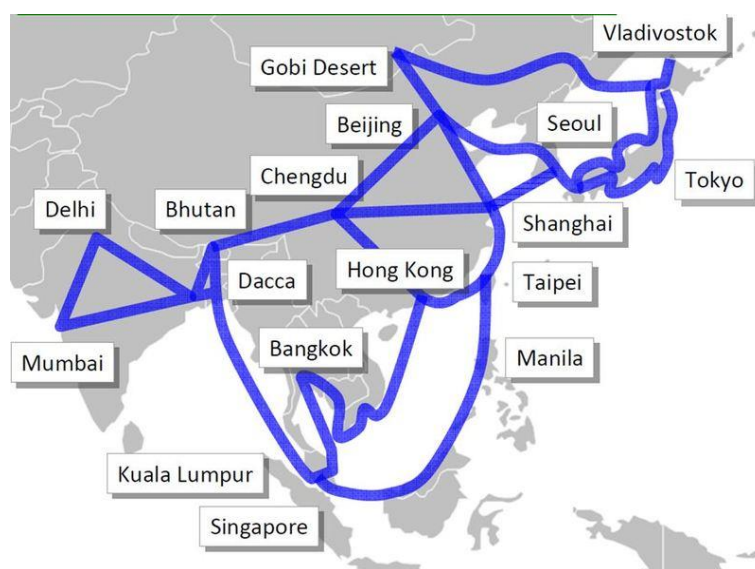 Vladivostok
Gobi Desert
Beijing
Seoul
Chengdu
Tokyo
Delhi
Bhutan
Shanghai
Dacca
Hong Kong
Taipei
Mumbai
Bangkok
Manila
Kuala Lumpur
Singapore